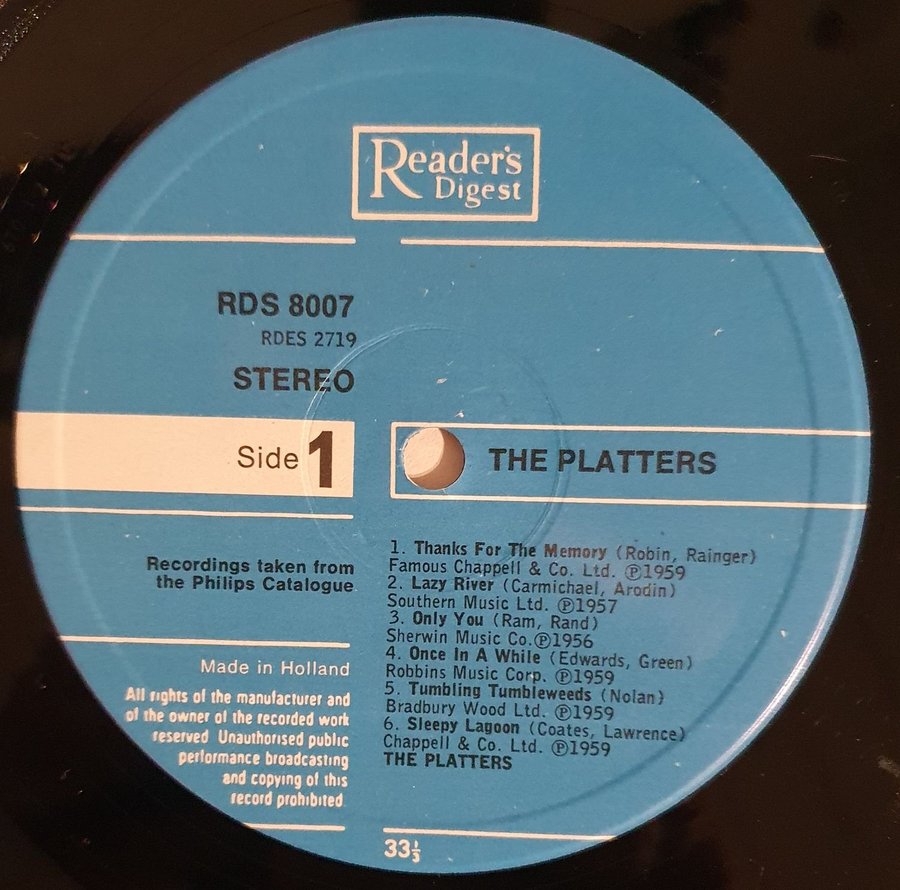 Reader's
Digest
RDS 8007
RDES 2719
STEREO
Side 1
THE PLATTERS
Recordings taken from
the Philips Catalogue
Made in Holland
All rights of the manufacturer and
of the owner of the recorded work
reserved Unauthorised public
performance broadcasting
and copying of this
record prohibited
1. Thanks For The Memory (Robin, Rainger)
Famous Chappell & Co. Ltd. ℗1959
2. Lazy River (Carmichael, Arodin)
Southern Music Ltd. ℗1957
3. Only You (Ram, Rand)
Sherwin Music Co.℗1956
4. Once In A While (Edwards, Green)
Robbins Music Corp. ℗1959
5. Tumbling Tumbleweeds (Nolan)
Bradbury Wood Ltd. ℗1959
6. Sleepy Lagoon (Coates, Lawrence)
Chappell & Co. Ltd. ℗1959
THE PLATTERS
33⅓